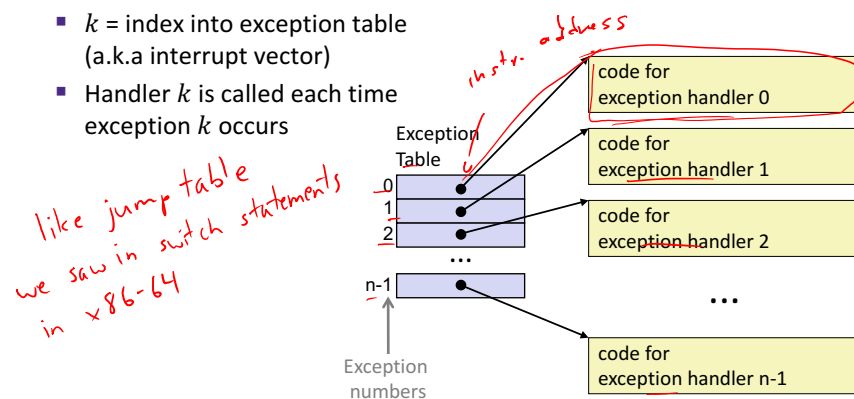 ▪ k = index into exception table
(a.k.a interrupt vector)
▪ Handler k is called each time
exception k occurs
instr. address
like jump table
we saw in switch statements
in x86-64
Exception
Table
0
1
2
...
n-1
Exception
numbers
code for
exception handler 0
code for
exception handler 1
code for
exception handler 2
...
code for
exception handler n-1